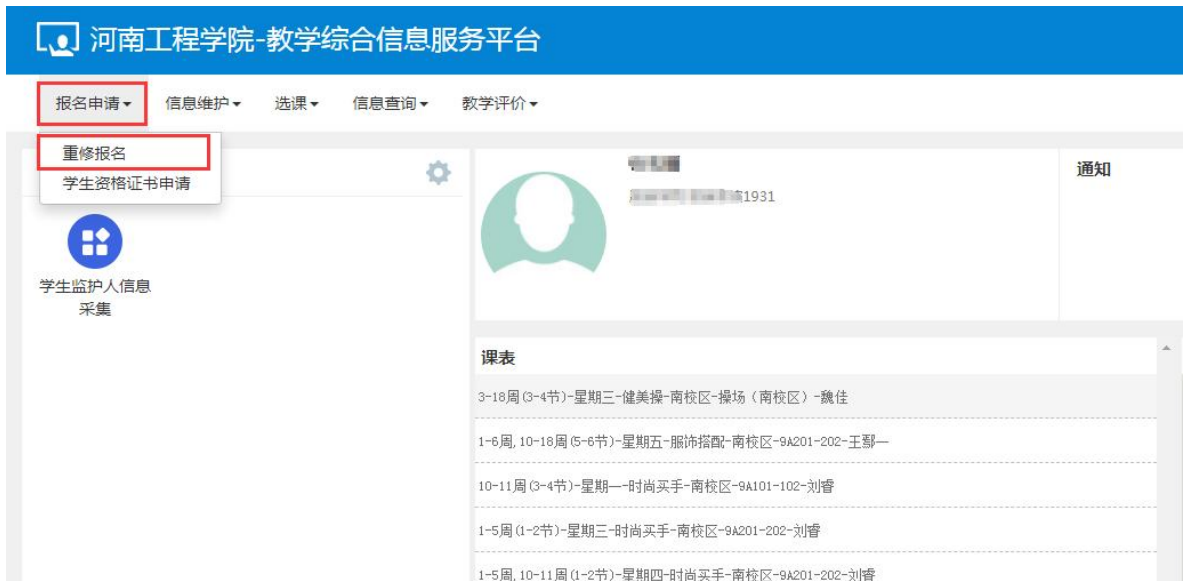 河南工程学院-教学综合信息服务平台
报名申请 信息维护 选课 信息查询 教学评价
重修报名
学生资格证书申请
学生监护人信息
采集
1931
通知
课表
3-18周(3-4节)-星期三-健美操-南校区-操场（南校区）-魏佳
1-6周,10-18周(5-6节)-星期五-服饰搭配-南校区-9A201-202-王鄢一
10-11周(3-4节)-星期一-时尚买手-南校区-9A101-102-刘睿
1-5周(1-2节)-星期三-时尚买手-南校区-9A201-202-刘睿
1-5周,10-11周(1-2节)-星期四-时尚买手-南校区-9A201-202-刘睿